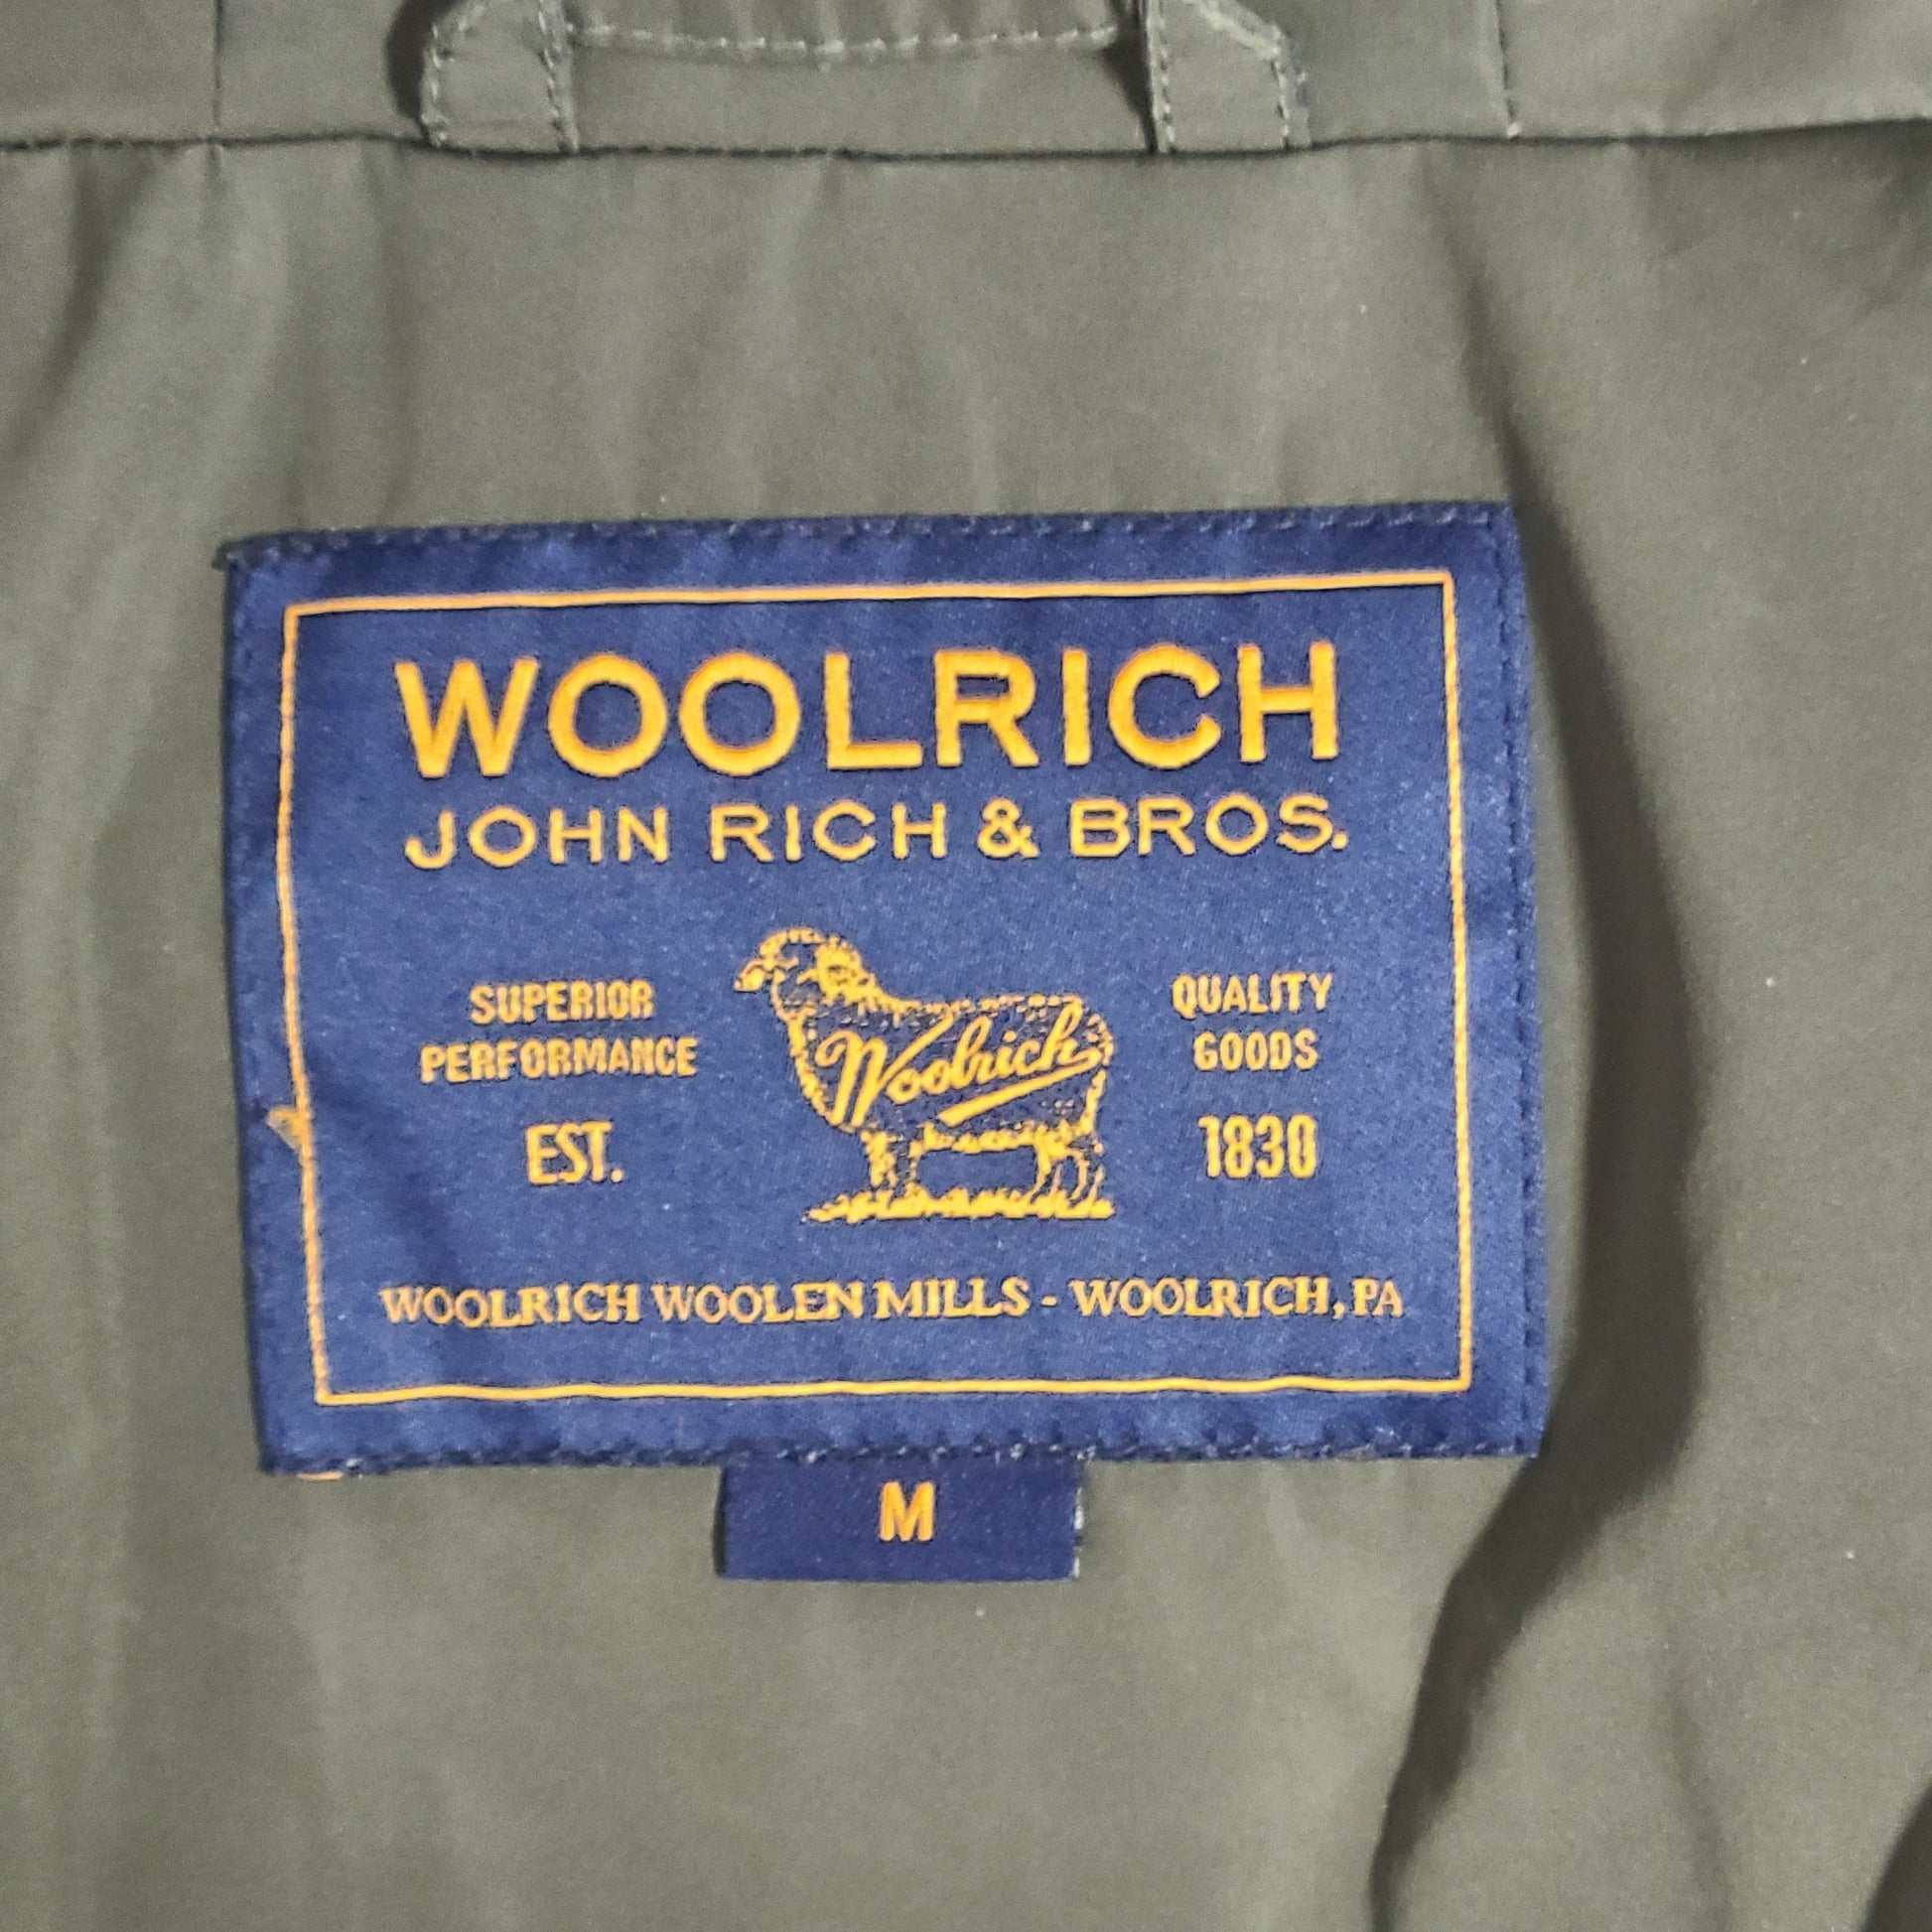 WOOLRICH
JOHN RICH & BROS.
SUPERIOR
PERFORMANCE
EST.
Woolrich
QUALITY
GOODS
1830
WOOLRICH WOOLEN MILLS - WOOLRICH, PA
M